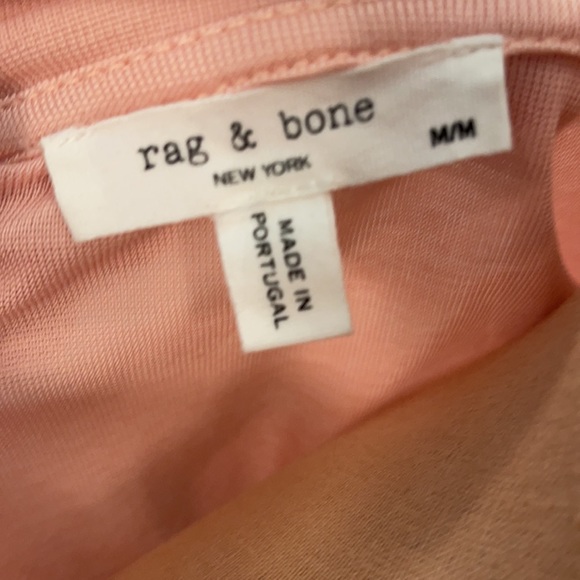 rag & bone
NEW YORK
M/M
MADE IN
PORTUGAL